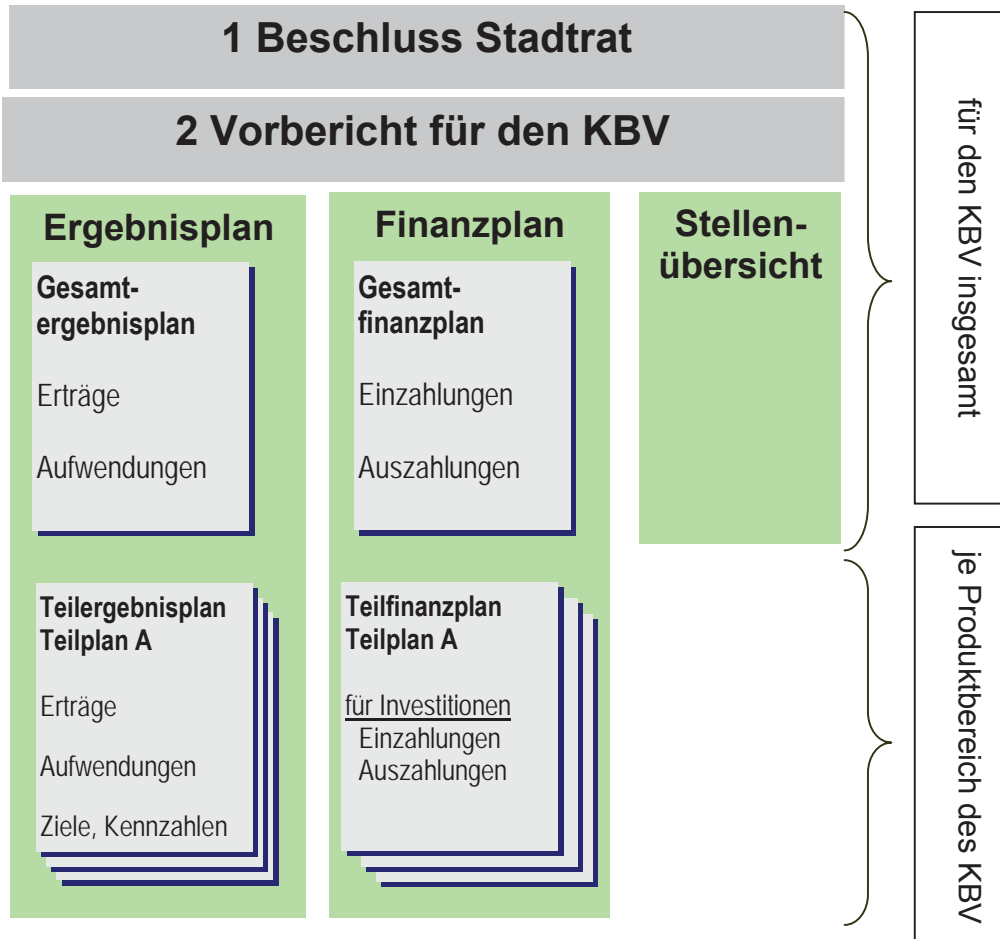 1 Beschluss Stadtrat
2 Vorbericht für den KBV
Ergebnisplan
Gesamt-
ergebnisplan
Erträge
Aufwendungen
Teilergebnisplan
Teilplan A
Erträge
Aufwendungen
Ziele, Kennzahlen
Finanzplan
Gesamt-
finanzplan
Einzahlungen
Auszahlungen
Teilfinanzplan
Teilplan A
für Investitionen
Einzahlungen
Auszahlungen
Stellen-
übersicht
für den KBV insgesamt
je Produktbereich des KBV